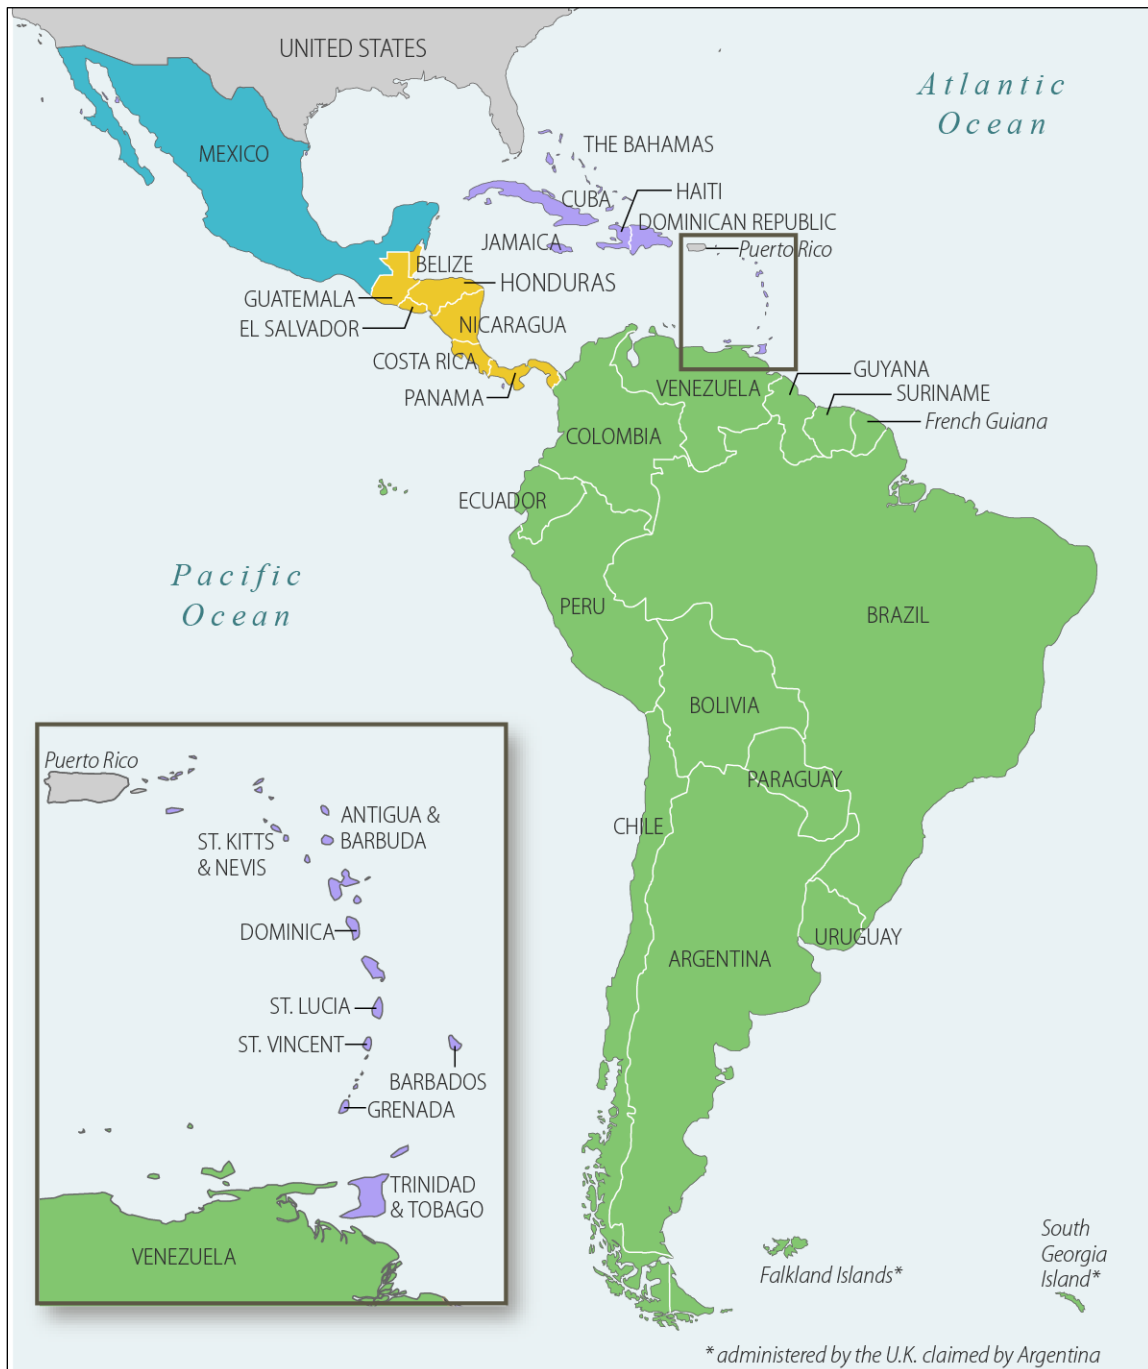 UNITED STATES
Atlantic
Ocean
MEXICO
THE BAHAMAS
CUBA
HAITI
DOMINICAN REPUBLIC
JAMAICA
Puerto Rico
BELIZE
HONDURAS
GUATEMALA
EL SALVADOR
NICARAGUA
COSTA RICA
PANAMA
VENEZUELA
GUYANA
SURINAME
French Guiana
COLOMBIA
ECUADOR
Pacific
Ocean
PERU
BRAZIL
BOLIVIA
PARAGUAY
CHILE
URUGUAY
ARGENTINA
Falkland Islands*
South
Georgia
Island*
Puerto Rico
ANTIGUA &
BARBUDA
ST. KITTS
& NEVIS
DOMINICA
ST. LUCIA
ST. VINCENT
BARBADOS
GRENADA
TRINIDAD
& TOBAGO
VENEZUELA
* administered by the U.K. claimed by Argentina